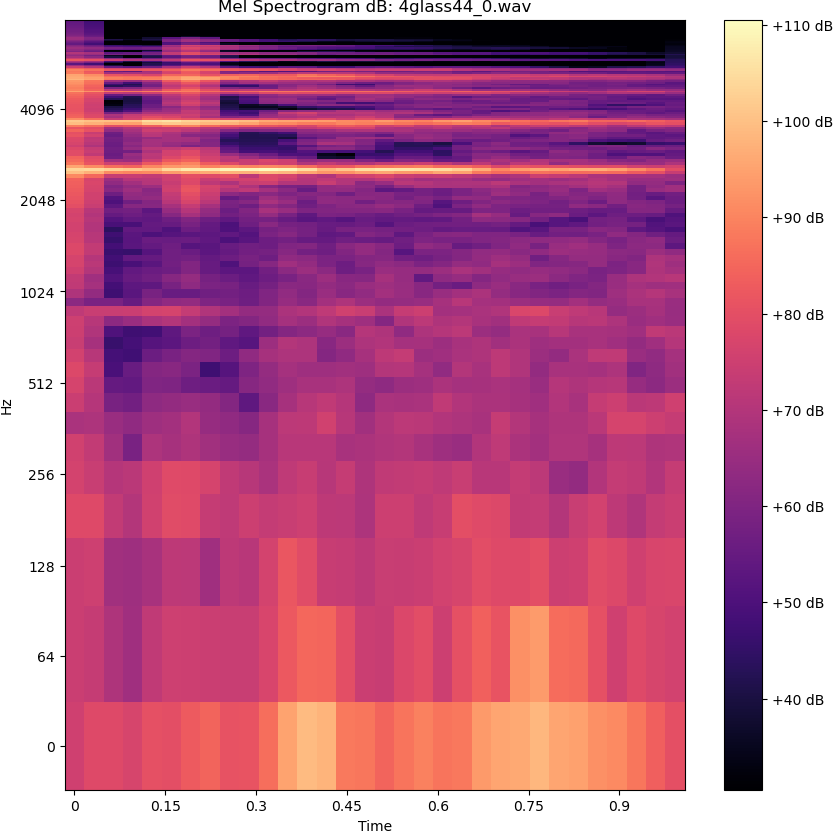 Mel Spectrogram dB: 4glass44_0.wav
+110 dB
4096
+100 dB
+90 dB
2048
1024
+80 dB
Hz
512
+70 dB
256
+60 dB
128
+50 dB
64
+40 dB
0
0 0.15 0.3 0.45 0.6 0.75 0.9
Time